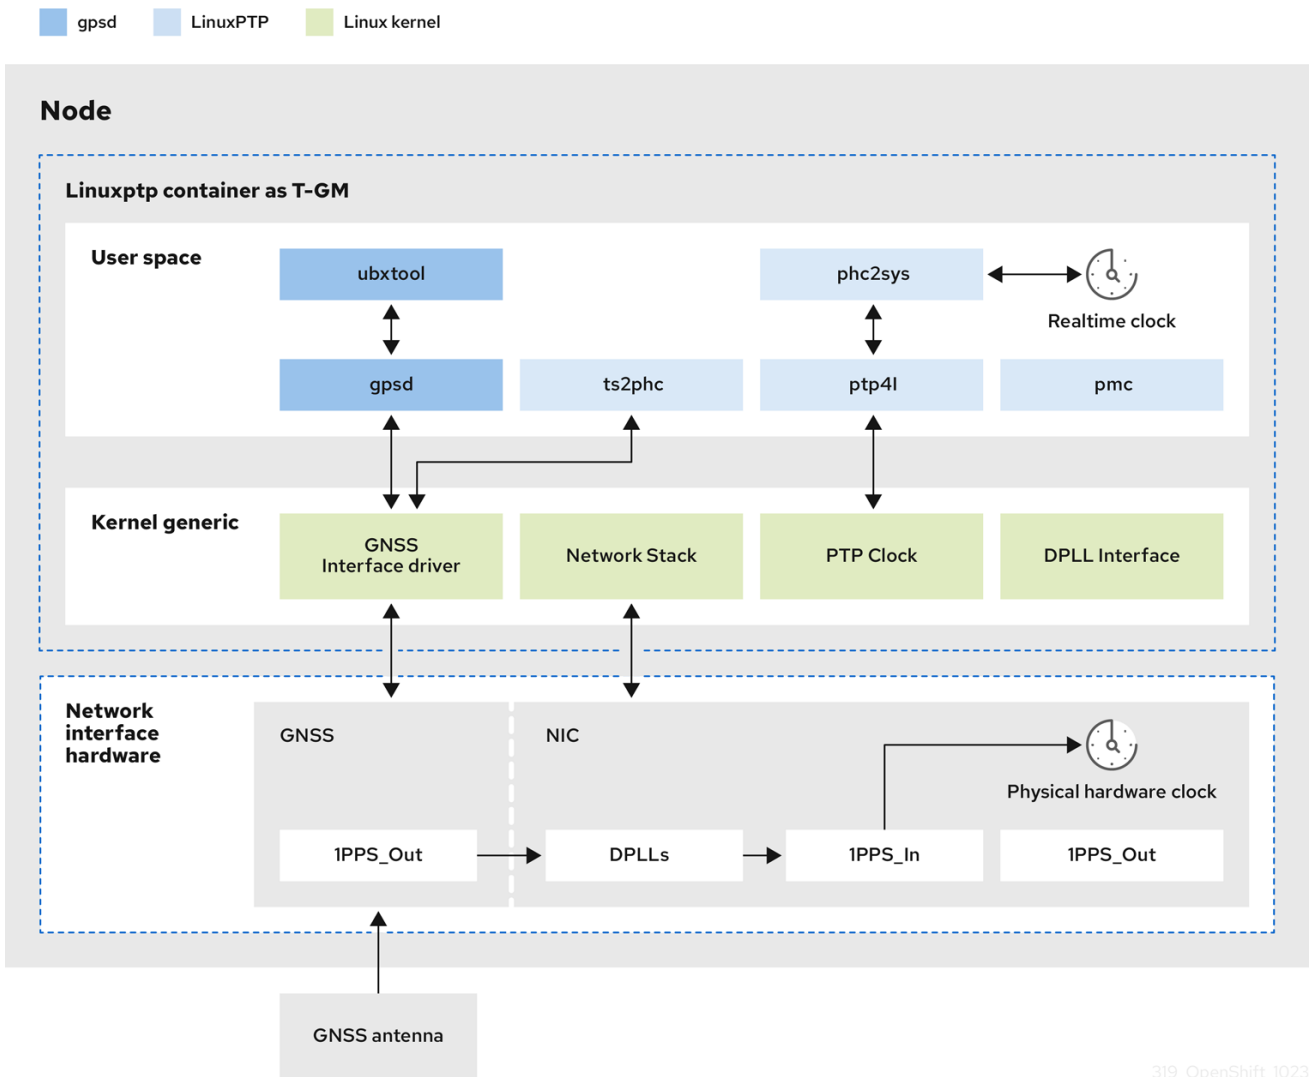 gpsd
LinuxPTP
Linux kernel
Node
Linuxptp container as T-GM
User space
ubxtool
phc2sys
Realtime clock
gpsd
ts2phc
ptp4l
pmc
Kernel generic
GNSS
Interface driver
Network Stack
PTP Clock
DPLL Interface
Network
interface
hardware
GNSS
NIC
Physical hardware clock
1PPS_Out
DPLLs
1PPS_In
1PPS_Out
GNSS antenna
319_OpenShift_1023